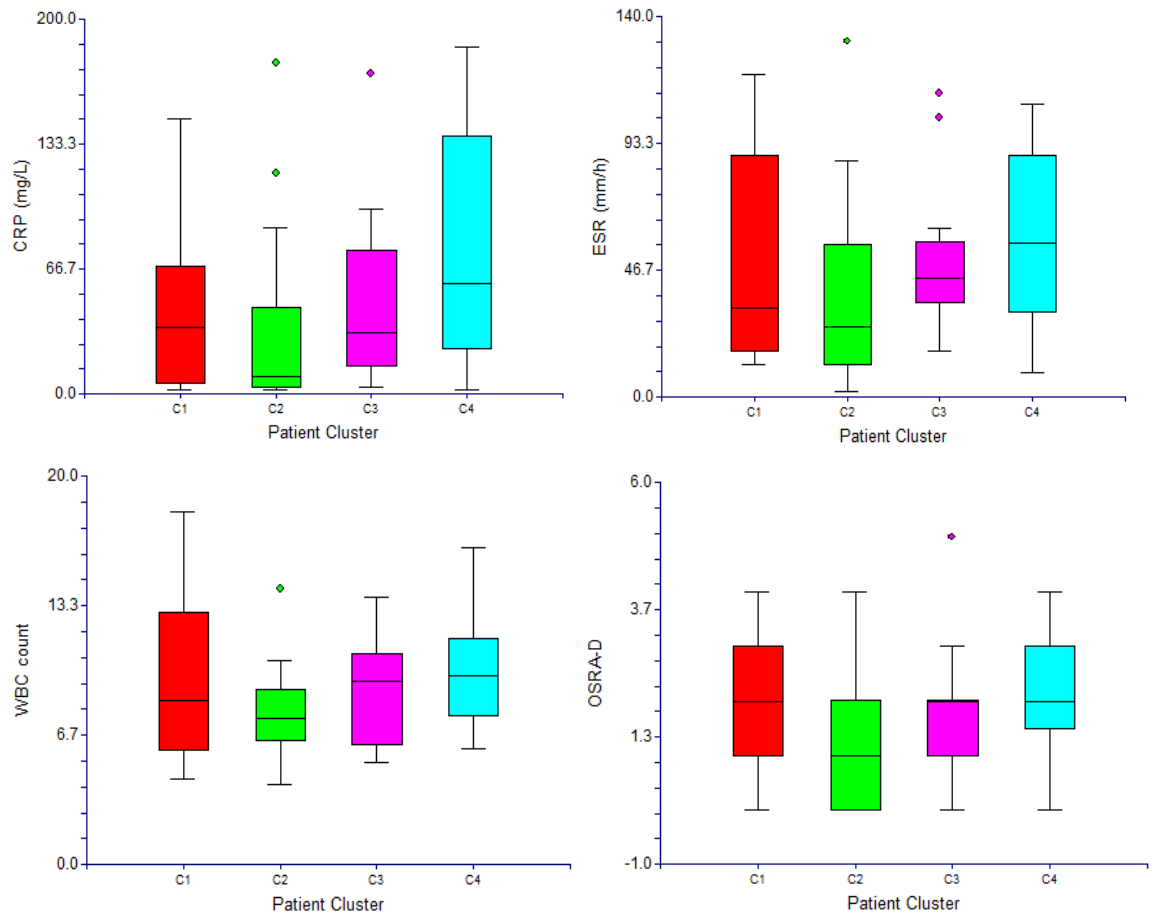 200.0
133.3
66.7
0.0
CRP (mg/L)
C1 C2 C3 C4
Patient Cluster
140.0
93.3
46.7
0.0
ESR (mm/h)
C1 C2 C3 C4
Patient Cluster
20.0
13.3
6.7
0.0
WBC count
C1 C2 C3 C4
Patient Cluster
6.0
3.7
1.3
-1.0
OSRA-D
C1 C2 C3 C4
Patient Cluster